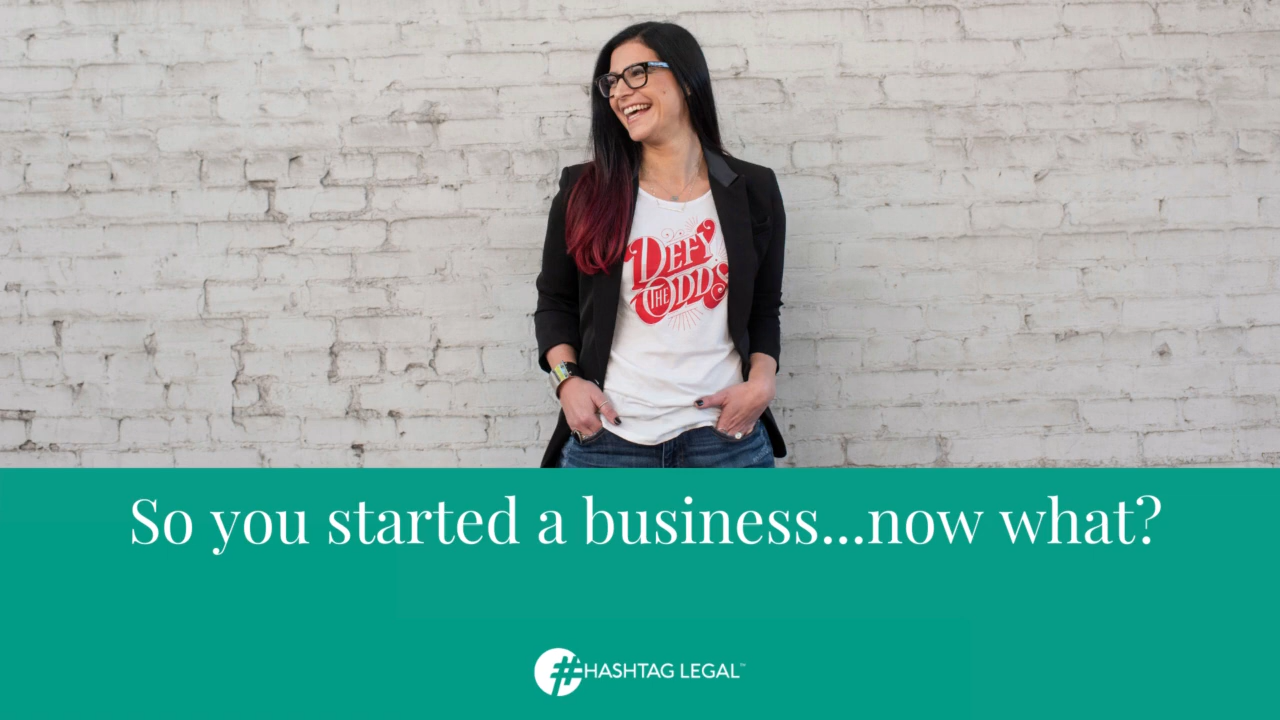 DEFY
THE ODDS
So you started a business...now what?
#HASHTAG LEGAL™